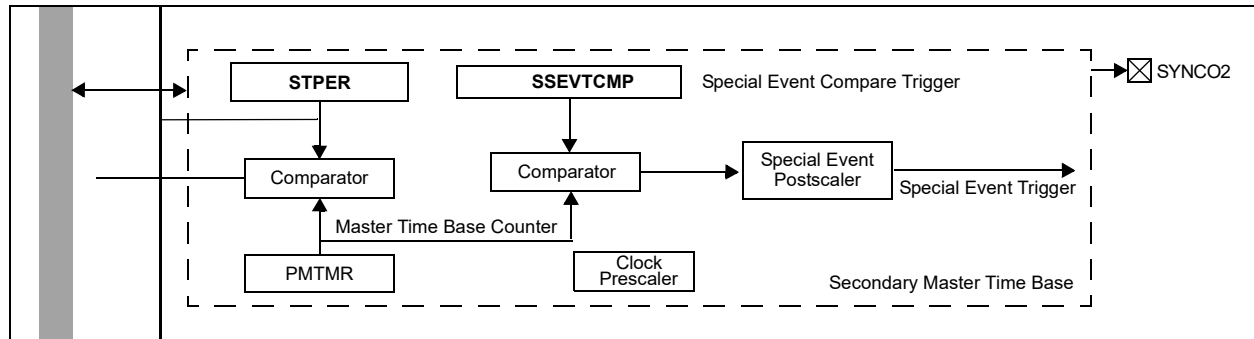 STPER
SSEVTCMP
Special Event Compare Trigger
SYNCO2
Comparator
Comparator
Special Event
Postscaler
Special Event Trigger
Master Time Base Counter
PMTMR
Clock
Prescaler
Secondary Master Time Base